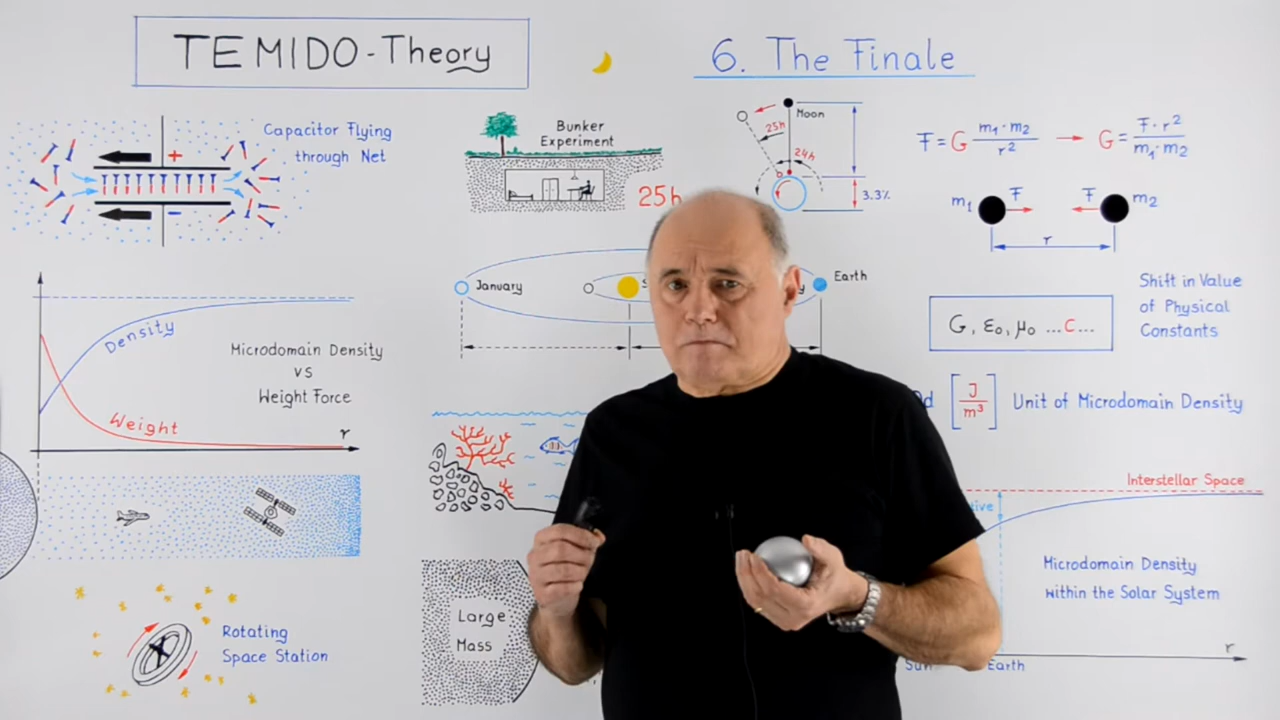 TEMIDO-Theory
6. The Finale
Capacitor Flying
through Net
+
−
Bunker
Experiment
25h
Moon
25h
24h
3.3%
F = G m₁·m₂ / r² → G = F·r² / m₁·m₂
m₁ F F m₂
r
January
Earth
Shift in Value
of Physical
Constants
G, ε₀, μ₀ ...c...
[J/m³] Unit of Microdomain Density
Density
Microdomain Density
vs
Weight Force
Weight
r
Interstellar Space
Microdomain Density
within the Solar System
r
Earth
Large
Mass
Rotating
Space Station